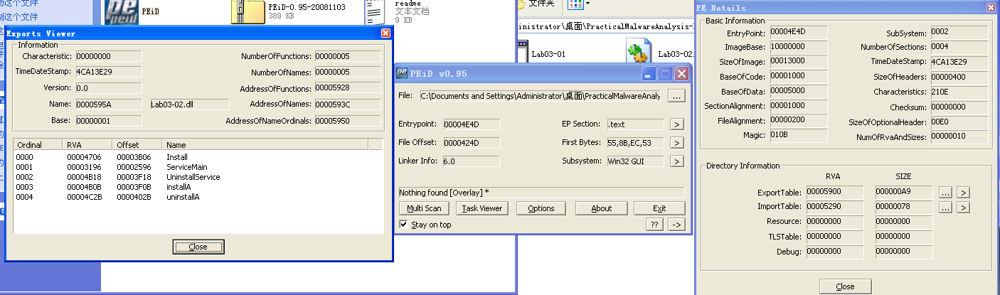 动这个文件
制这个文件
PEiD
PEiD-0.95-20081103
389 KB
readme
文本文档
9 KB
文件夹
ministrator\桌面\PracticalMalwareAnalysis-
Lab03-01
Lab03-02.
Exports Viewer
Information
Characteristic: 00000000
NumberOfFunctions: 00000005
TimeDateStamp: 4CA13E29
NumberOfNames: 00000005
Version: 0.0
AddressOfFunctions: 00005928
Name: 0000595A Lab03-02.dll
AddressOfNames: 0000593C
Base: 00000001
AddressOfNameOrdinals: 00005950
Ordinal RVA Offset Name
0000 00004706 00003B06 Install
0001 00003196 00002596 ServiceMain
0002 00004B18 00003F18 UninstallService
0003 00004B0B 00003F0B installA
0004 00004C2B 0000402B uninstallA
Close
PEiD v0.95
File: C:\Documents and Settings\Administrator\桌面\PracticalMalwareAnaly
...
Entrypoint: 00004E4D
EP Section: .text >
File Offset: 0000424D
First Bytes: 55,8B,EC,53 >
Linker Info: 6.0
Subsystem: Win32 GUI >
Nothing found [Overlay] *
Multi Scan Task Viewer Options About Exit
Stay on top
?? ->
PE Details
Basic Information
EntryPoint: 00004E4D
SubSystem: 0002
ImageBase: 10000000
NumberOfSections: 0004
SizeOfImage: 00013000
TimeDateStamp: 4CA13E29
BaseOfCode: 00001000
SizeOfHeaders: 00000400
BaseOfData: 00005000
Characteristics: 210E
SectionAlignment: 00001000
Checksum: 00000000
FileAlignment: 00000200
SizeOfOptionalHeader: 00E0
Magic: 010B
NumOfRvaAndSizes: 00000010
Directory Information
RVA SIZE
ExportTable: 00005900 000000A9 ... >
ImportTable: 00005290 00000078 ... >
Resource: 00000000 00000000
TLSTable: 00000000 00000000
Debug: 00000000 00000000
Close